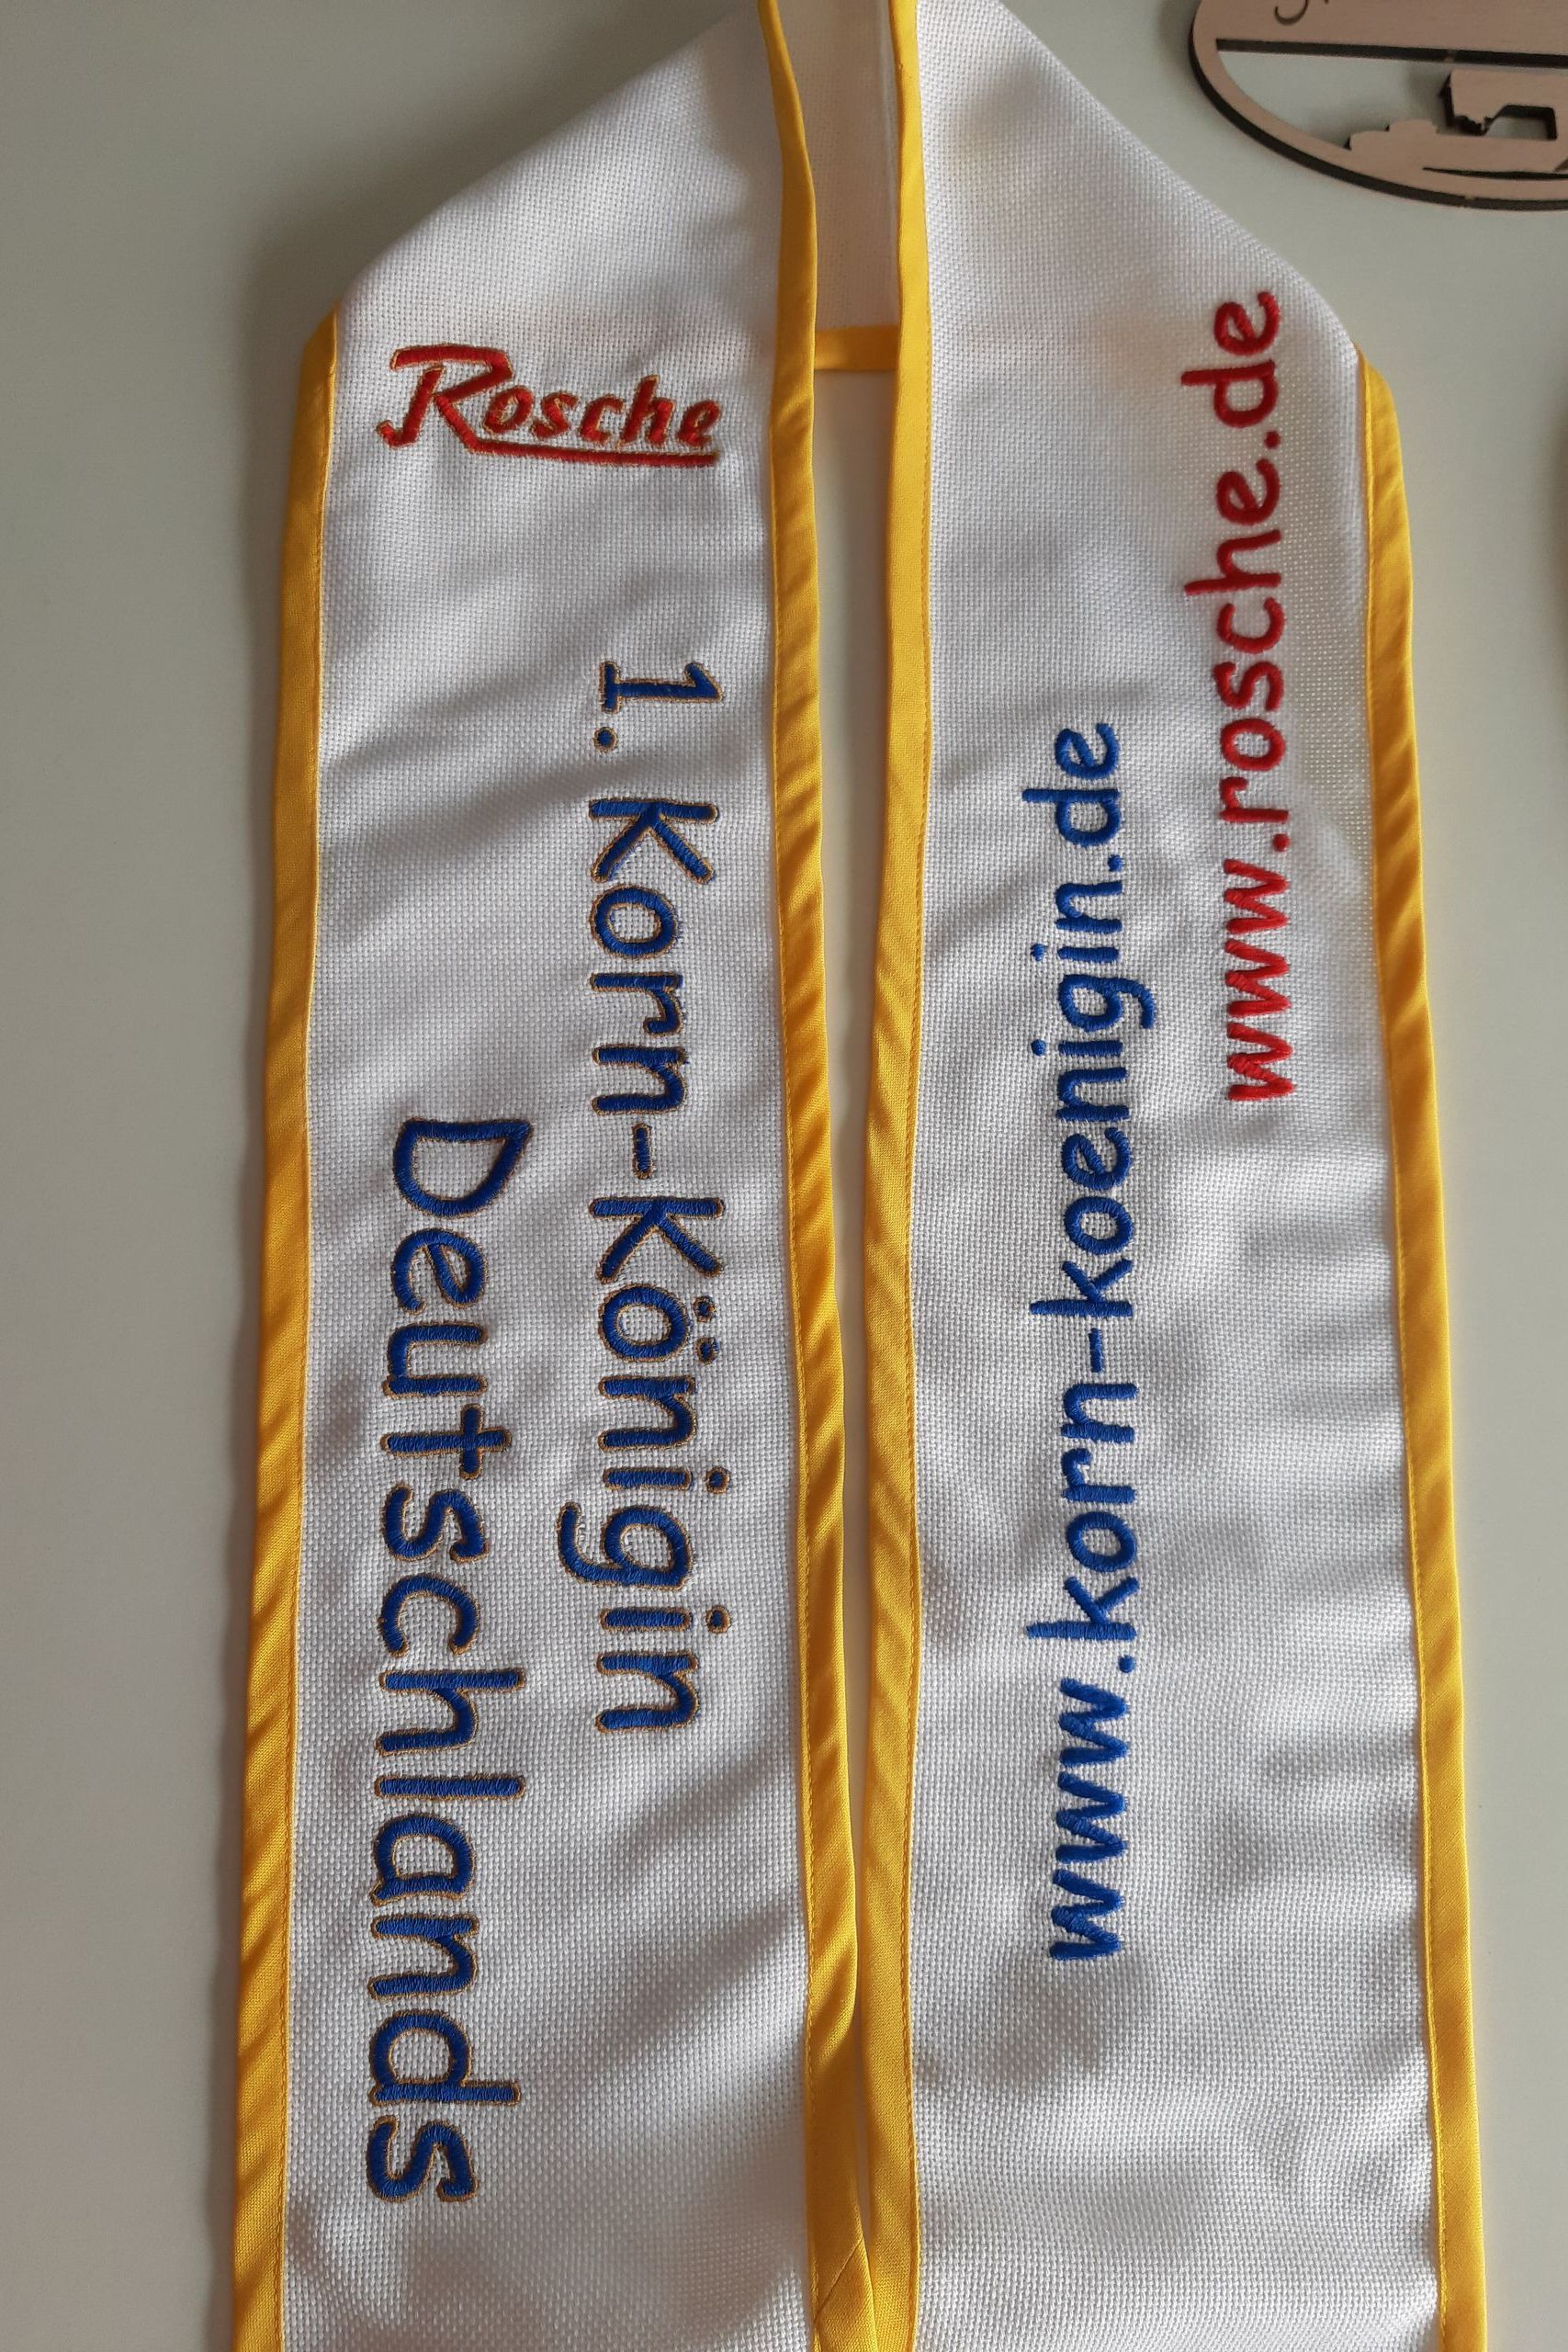 Rosche
1. Korn-Königin
Deutschlands
www.korn-koenigin.de
www.rosche.de